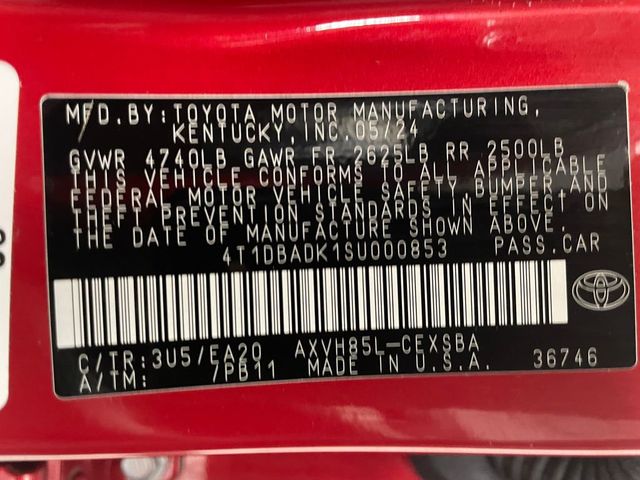 MFD. BY: TOYOTA MOTOR MANUFACTURING,
KENTUCKY, INC. 05/24
GVWR 4740LB GAWR FR 2625LB RR 2500LB
THIS VEHICLE CONFORMS TO ALL APPLICABLE
FEDERAL MOTOR VEHICLE SAFETY, BUMPER AND
THEFT PREVENTION STANDARDS IN EFFECT ON
THE DATE OF MANUFACTURE SHOWN ABOVE.
4T1DBADK1SU000853 PASS.CAR
C/TR: 3U5/EA20 AXVH85L-CEXSBA
A/TM: 7PB11 MADE IN U.S.A. 36746